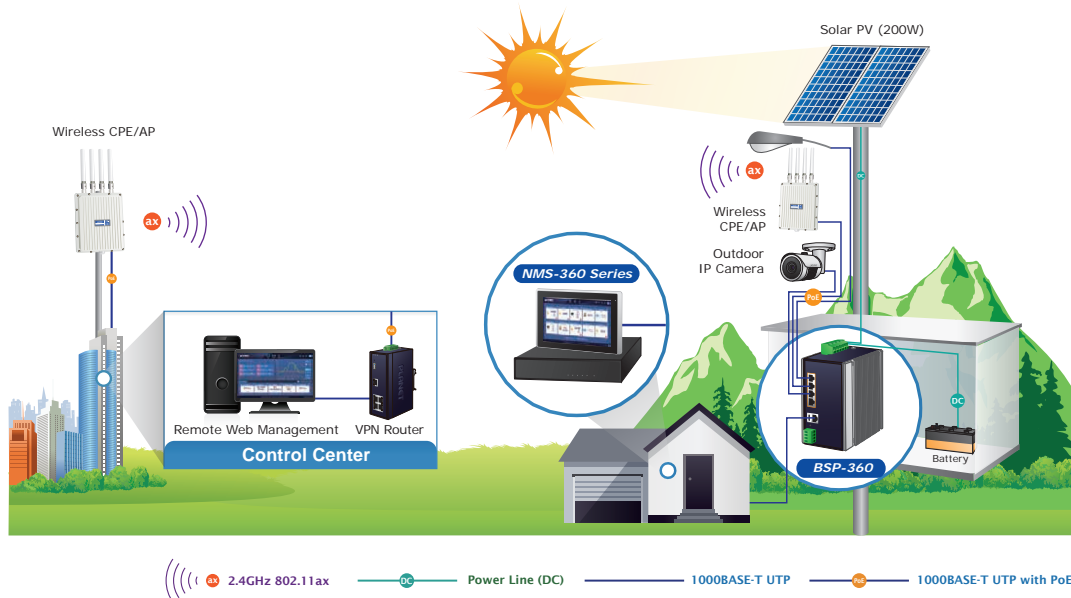 Solar PV (200W)
Wireless CPE/AP
ax
DC
ax
Wireless
CPE/AP
Outdoor
IP Camera
NMS-360 Series
PoE
PoE
PoE
PLANET
DC
Remote Web Management
VPN Router
Control Center
Battery
BSP-360
ax
2.4GHz 802.11ax
DC
Power Line (DC)
1000BASE-T UTP
PoE
1000BASE-T UTP with PoE